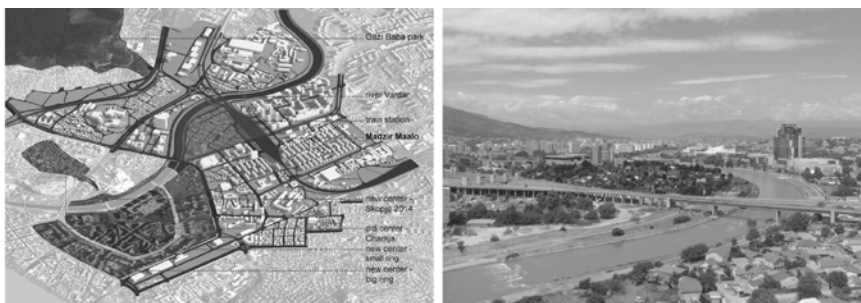 Gazi Baba park
river Vardar
train station
Madzir Maalo
new center -
Skopje 2014
old center -
Charsija
new center -
small ring
new center -
big ring